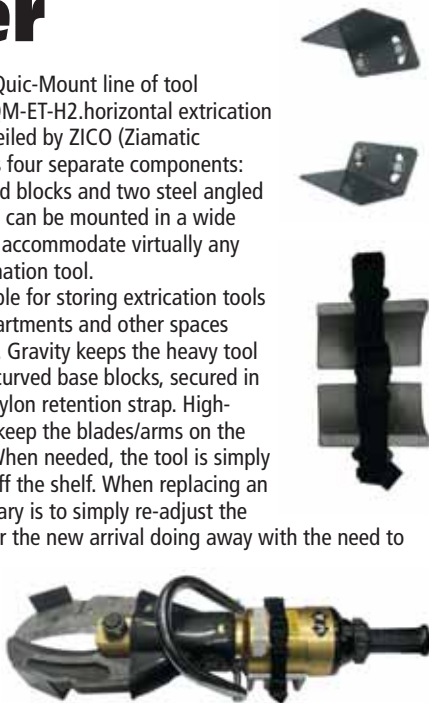 er
Quic-Mount line of tool
M-ET-H2.horizontal extrication
eiled by ZICO (Ziamatic
s four separate components:
d blocks and two steel angled
can be mounted in a wide
accommodate virtually any
nation tool.
ble for storing extrication tools
artments and other spaces
Gravity keeps the heavy tool
curved base blocks, secured in
ylon retention strap. High-
keep the blades/arms on the
When needed, the tool is simply
ff the shelf. When replacing an
ary is to simply re-adjust the
r the new arrival doing away with the need to